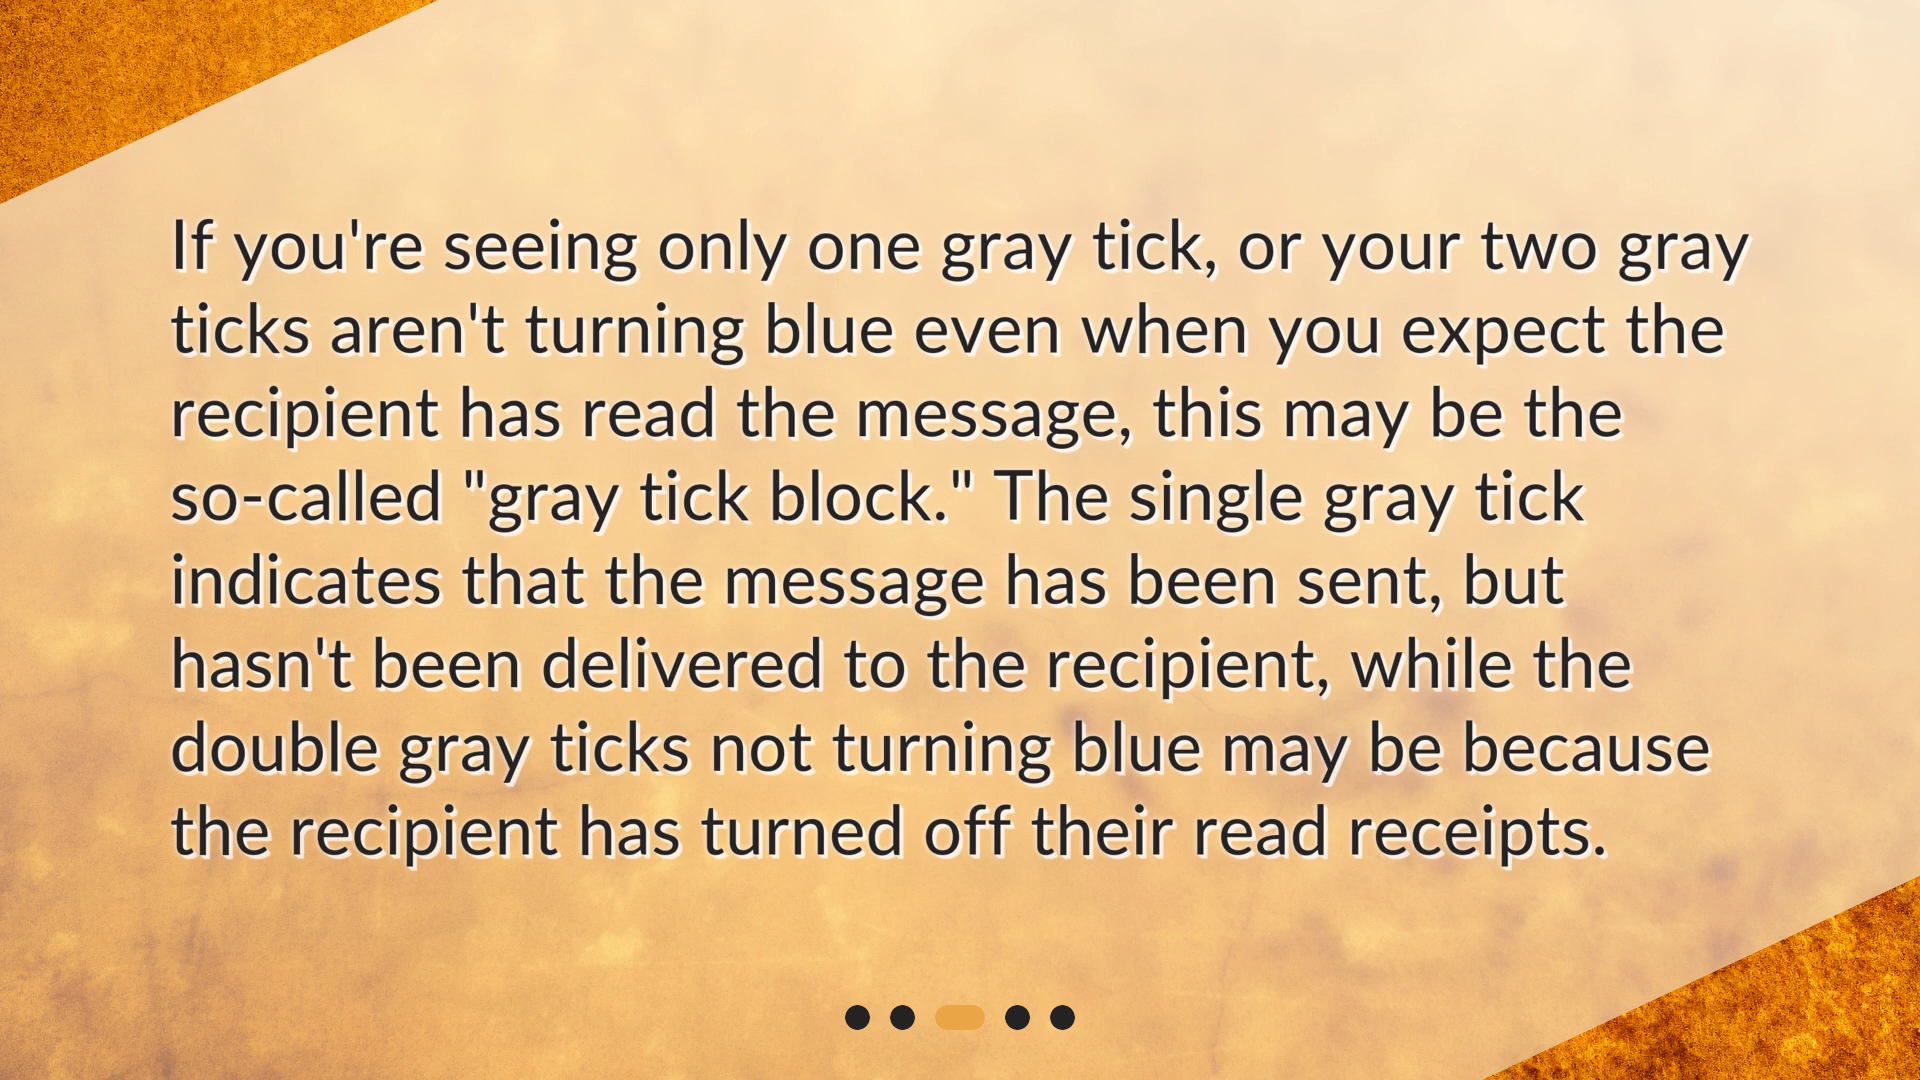 If you're seeing only one gray tick, or your two gray
ticks aren't turning blue even when you expect the
recipient has read the message, this may be the
so-called "gray tick block." The single gray tick
indicates that the message has been sent, but
hasn't been delivered to the recipient, while the
double gray ticks not turning blue may be because
the recipient has turned off their read receipts.